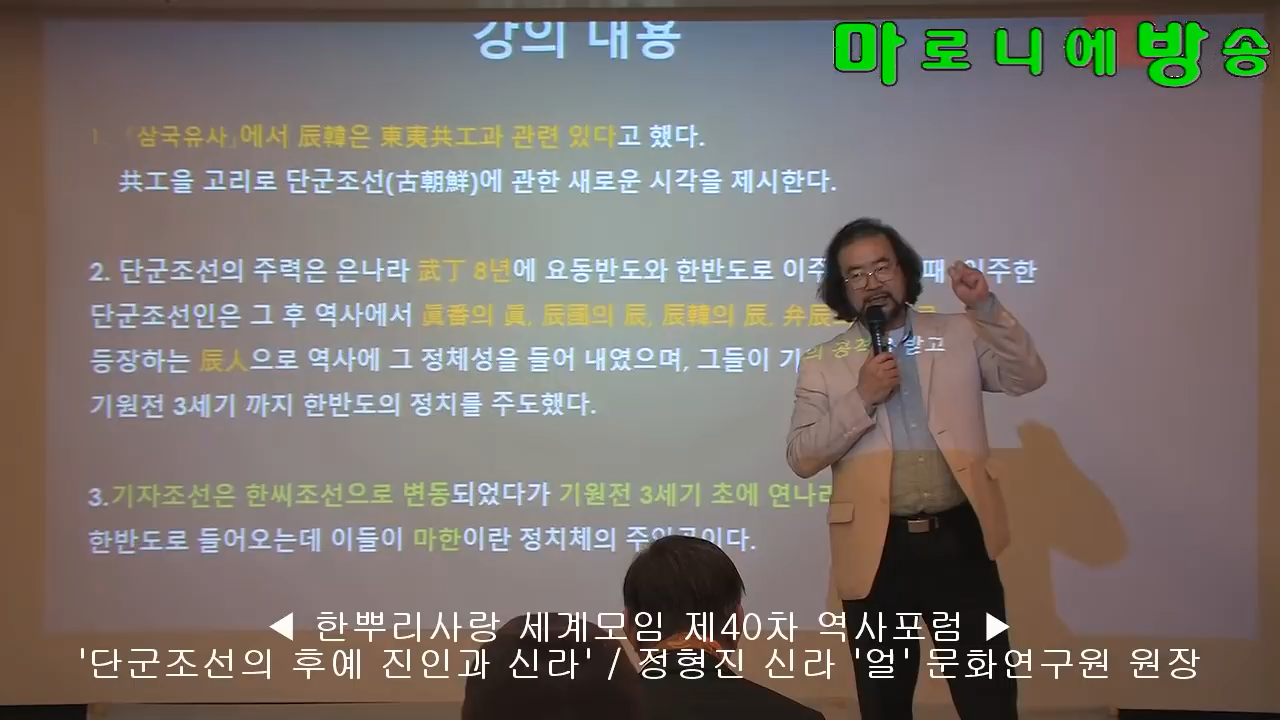 강의 내용
마로니에방송
1 「삼국유사」에서 辰韓은 東夷共工과 관련 있다고 했다.
共工을 고리로 단군조선(古朝鮮)에 관한 새로운 시각을 제시한다.
2. 단군조선의 주력은 은나라 武丁 8년에 요동반도와 한반도로 이주 때 이주한
단군조선인은 그 후 역사에서 眞番의 眞, 辰國의 辰, 辰韓의 辰, 弁辰
등장하는 辰人으로 역사에 그 정체성을 들어 내였으며, 그들이 기 의 공격을 받고
기원전 3세기 까지 한반도의 정치를 주도했다.
3.기자조선은 한씨조선으로 변동되었다가 기원전 3세기 초에 연나라
한반도로 들어오는데 이들이 마한이란 정치체의 주인공이다.
◀ 한뿌리사랑 세계모임 제40차 역사포럼 ▶
'단군조선의 후예 진인과 신라' / 정형진 신라 '얼' 문화연구원 원장